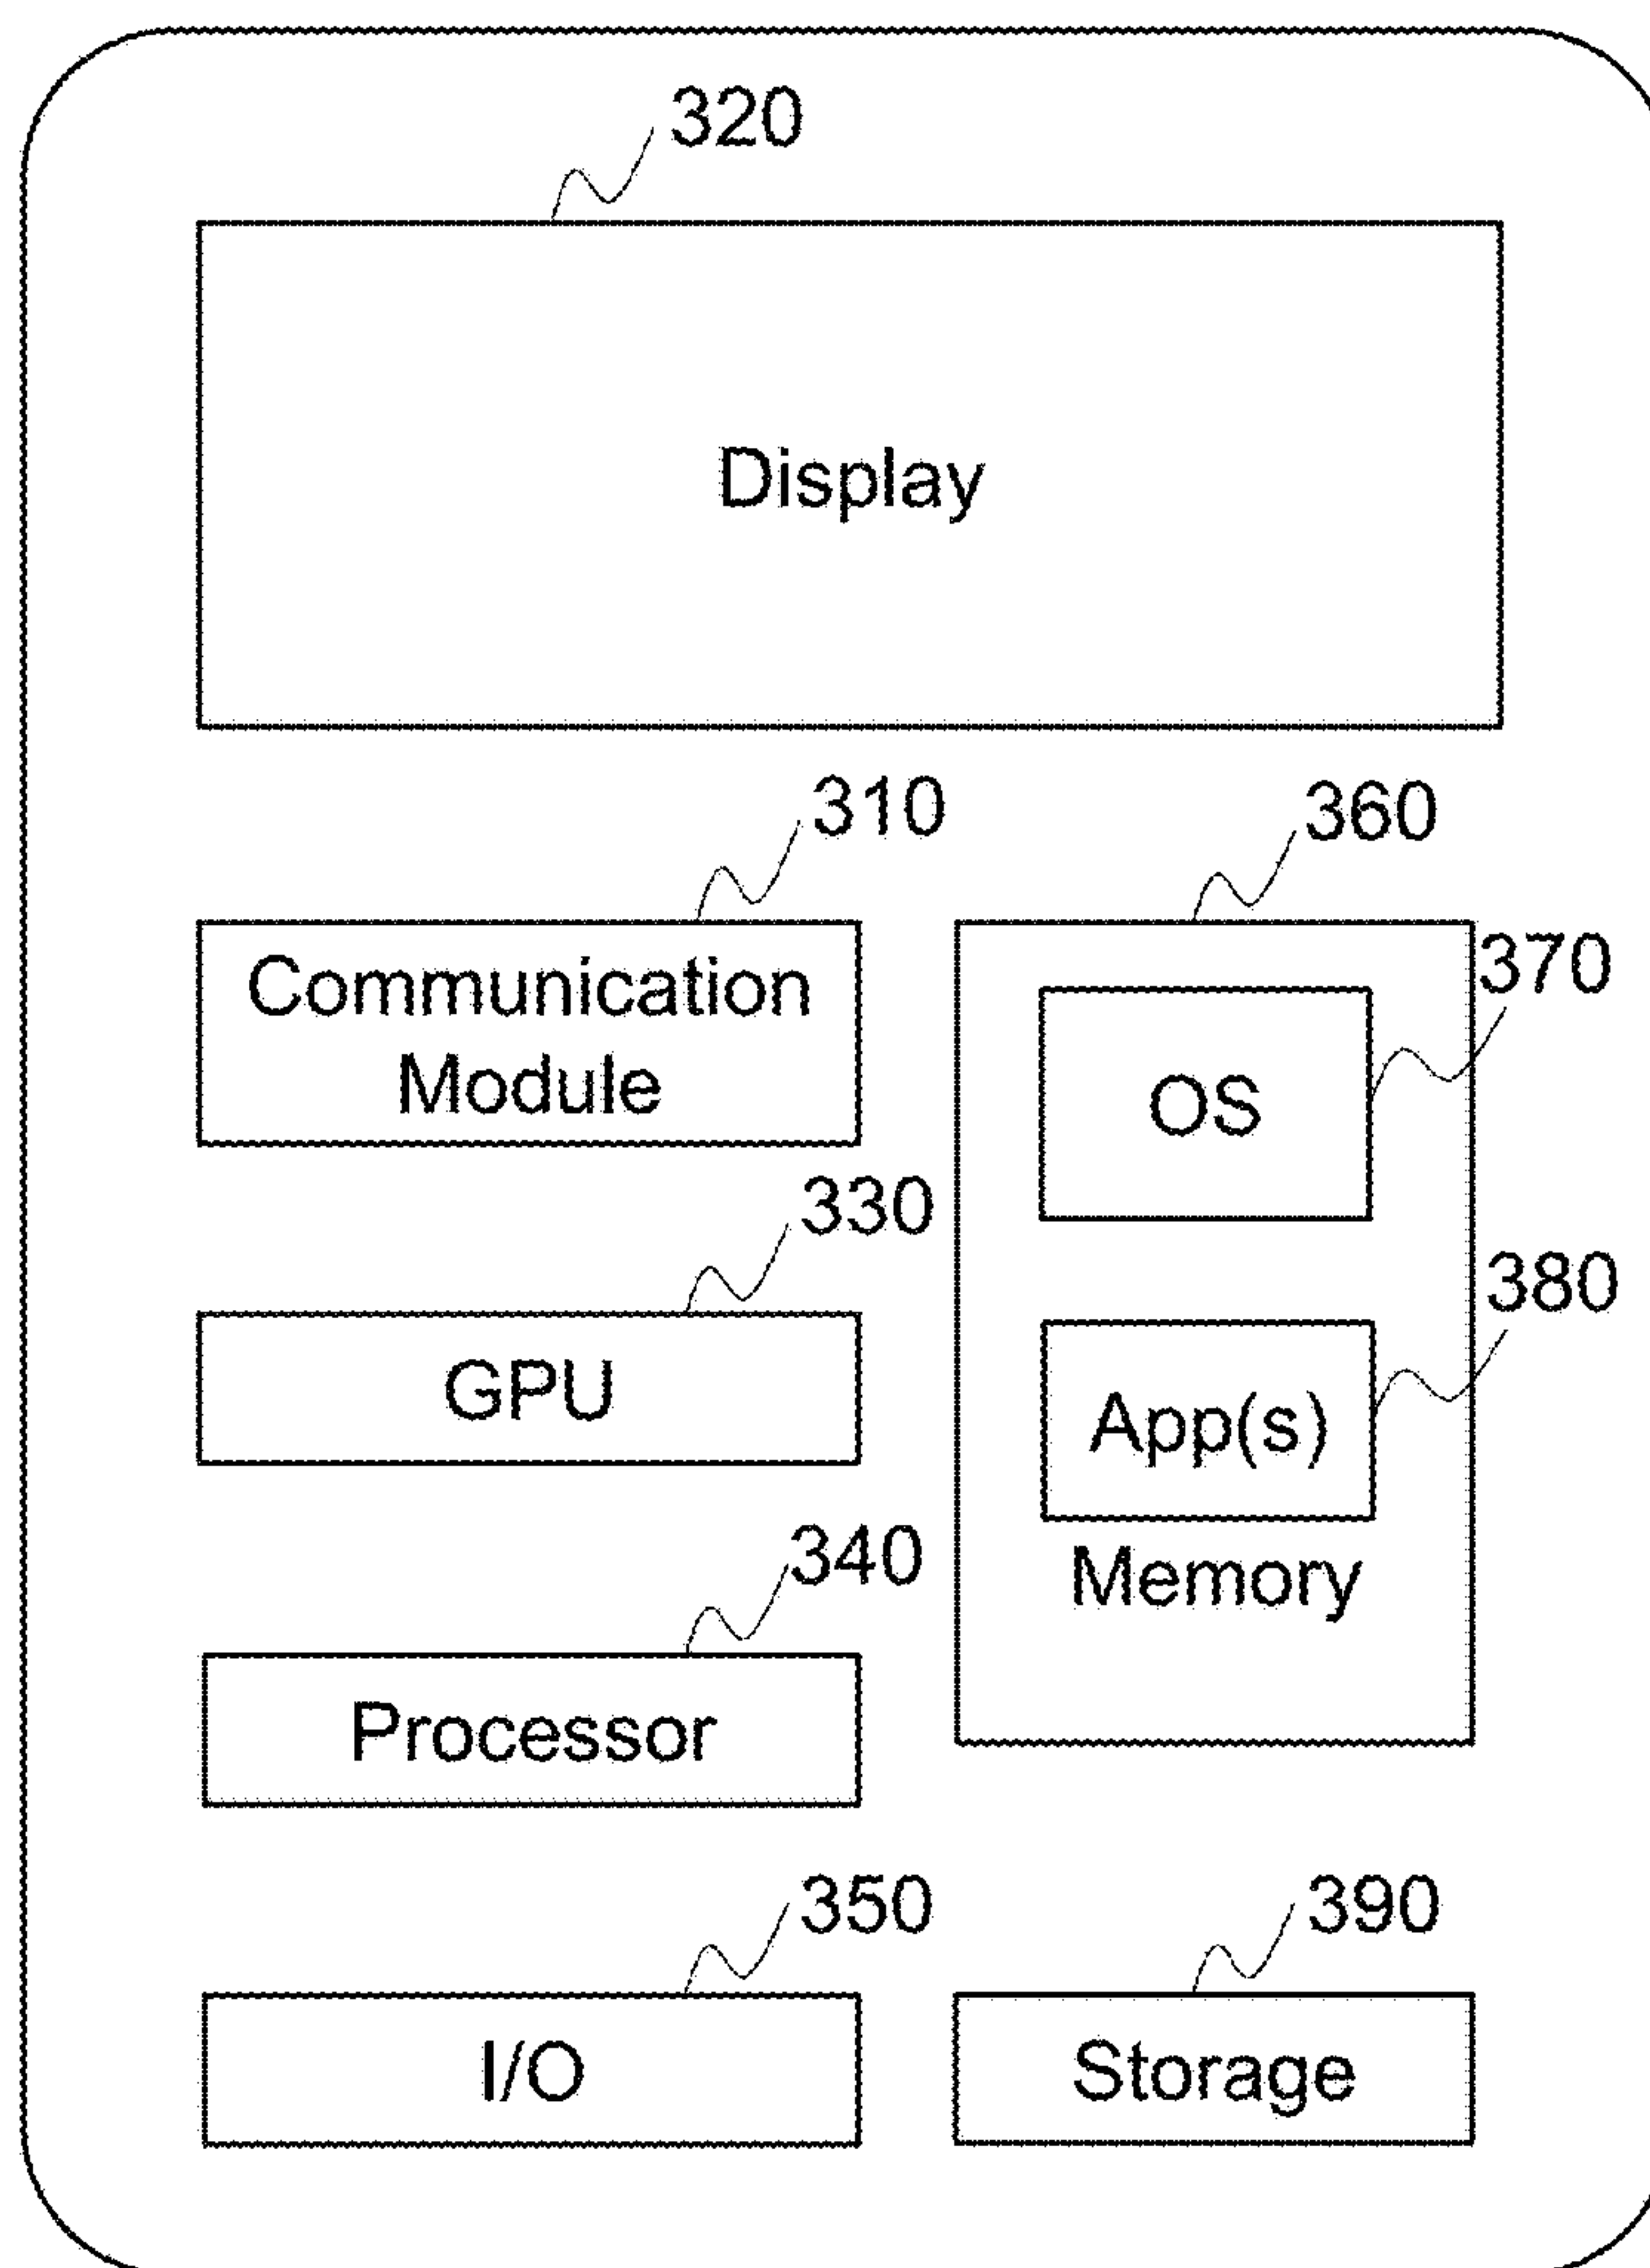 320
Display
310
360
Communication
Module
370
OS
330
GPU
380
App(s)
340
Memory
Processor
350
390
I/O
Storage